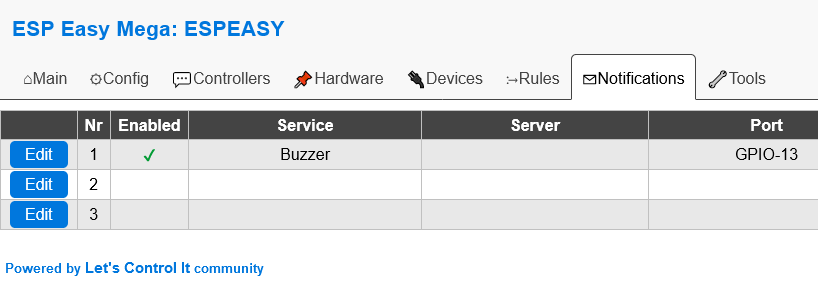 ESP Easy Mega: ESPEASY
Main Config Controllers Hardware Devices Rules Notifications Tools
Nr Enabled Service Server Port
Edit 1 ✓ Buzzer GPIO-13
Edit 2
Edit 3
Powered by Let's Control It community